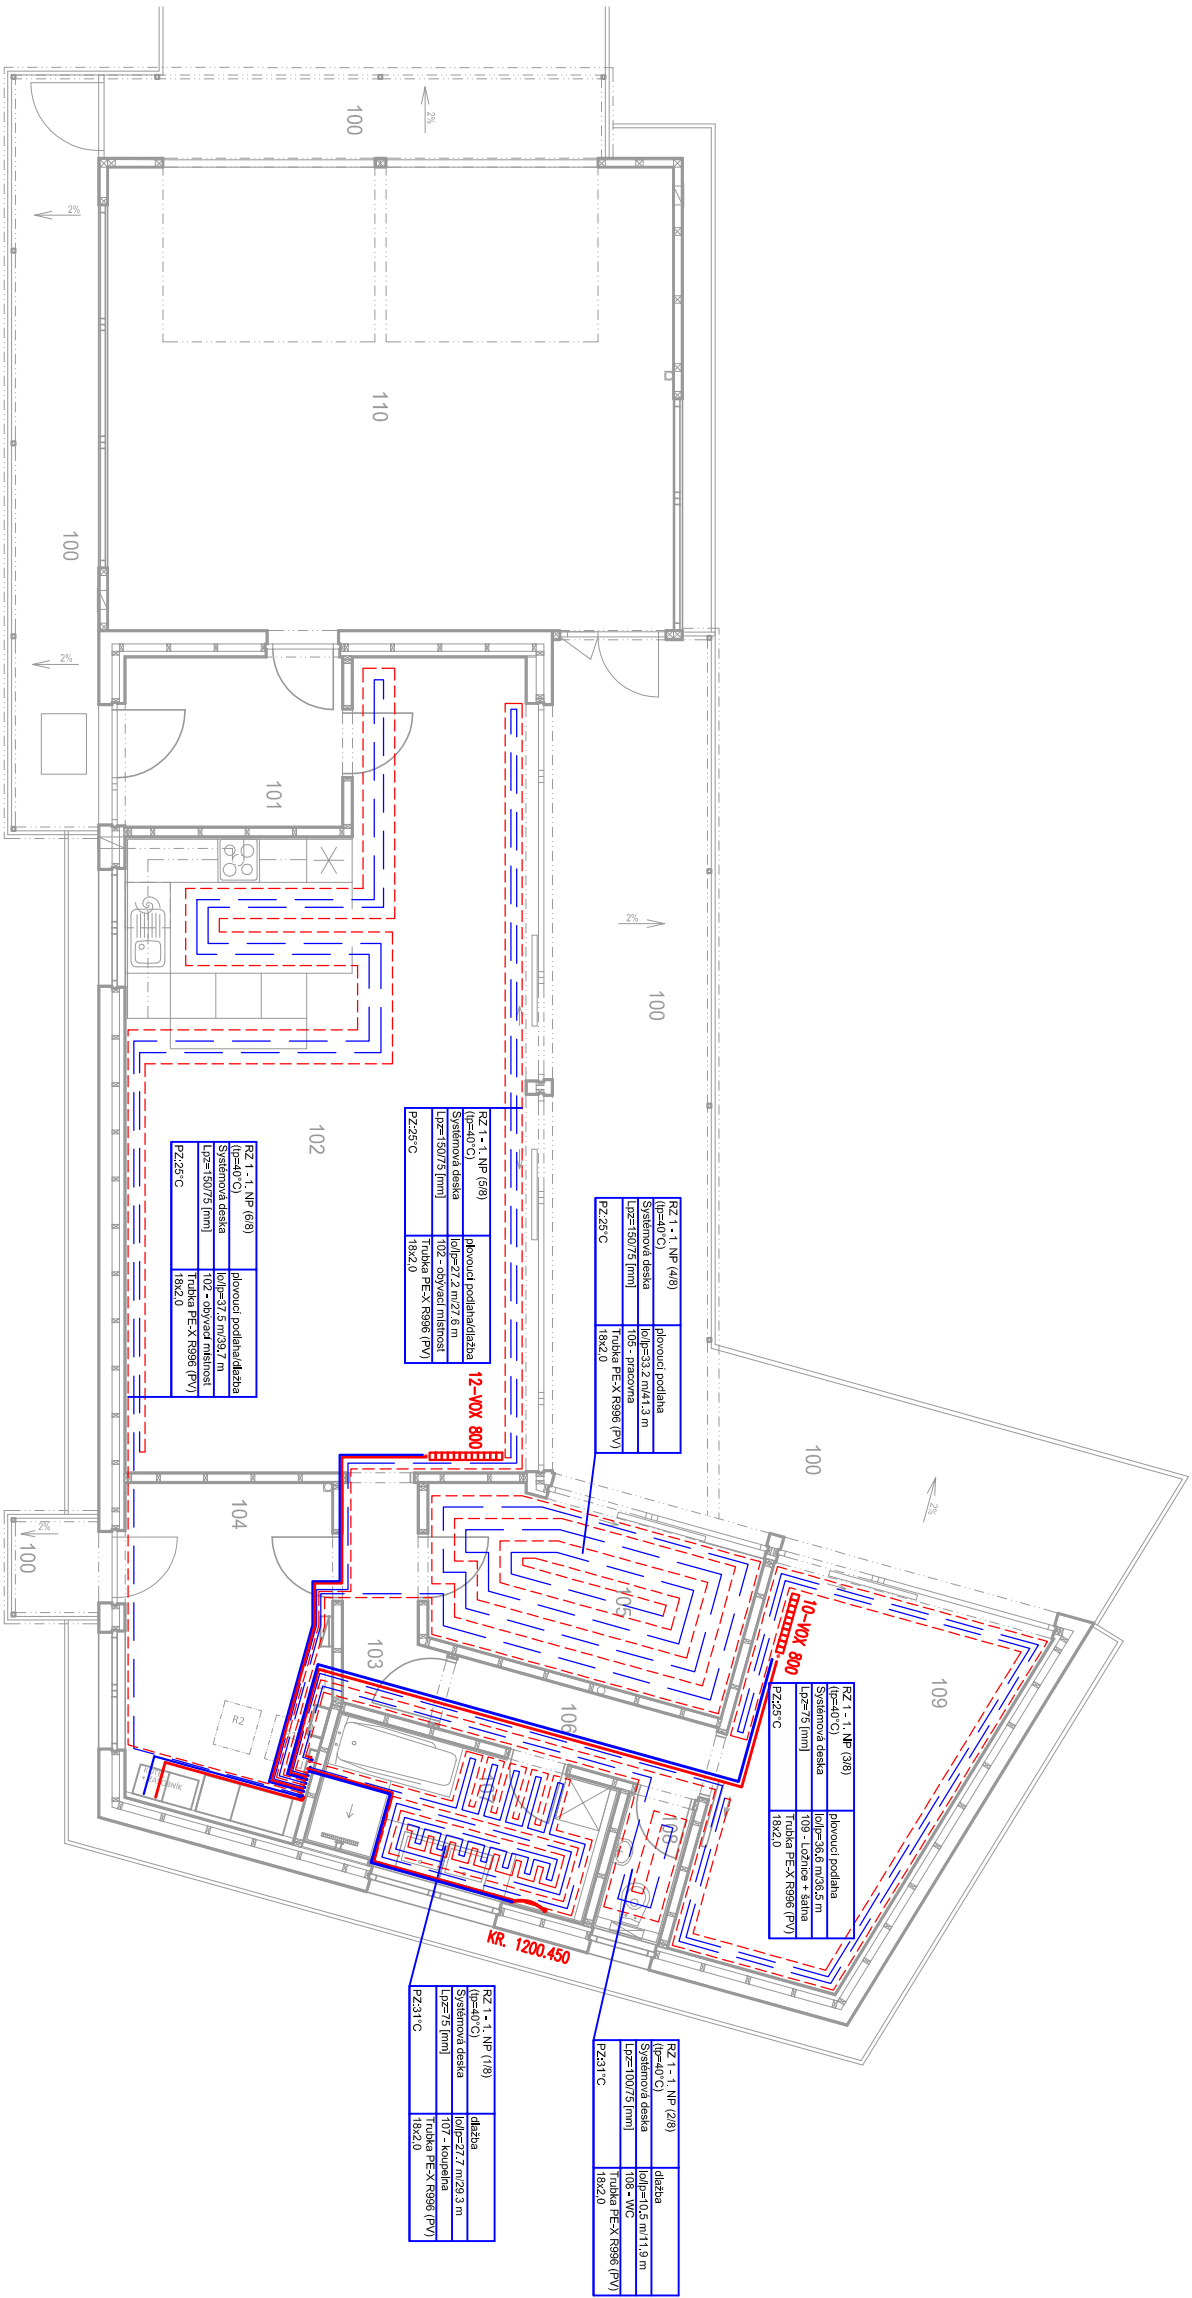 100
2%
2%
110
100
2%
101
2%
100
102
RZ 1 - 1. NP (5/8)
(tp=40°C)
plovoucí podlaha/dlažba
Systémová deska
lo/lp=27.2 m/27.6 m
Lpz=150/75 [mm]
102 - obývací místnost
PZ:25°C
Trubka PE-X R996 (PV)
18x2,0
RZ 1 - 1. NP (6/8)
(tp=40°C)
plovoucí podlaha/dlažba
Systémová deska
lo/lp=37.5 m/39.7 m
Lpz=150/75 [mm]
102 - obývací místnost
PZ:25°C
Trubka PE-X R996 (PV)
18x2,0
RZ 1 - 1. NP (4/8)
(tp=40°C)
plovoucí podlaha
Systémová deska
lo/lp=33.2 m/41.3 m
Lpz=150/75 [mm]
105 - pracovna
PZ:25°C
Trubka PE-X R996 (PV)
18x2,0
12-VOX 800
100
2%
104
2%
100
105
103
106
10-VOX 800
109
RZ 1 - 1. NP (3/8)
(tp=40°C)
plovoucí podlaha
Systémová deska
lo/lp=36.6 m/36.5 m
Lpz=75 [mm]
109 - Ložnice + šatna
PZ:25°C
Trubka PE-X R996 (PV)
18x2,0
R2
107
108
KR. 1200.450
RZ 1 - 1. NP (1/8)
(tp=40°C)
dlažba
Systémová deska
lo/lp=27.7 m/29.3 m
Lpz=75 [mm]
107 - koupelna
PZ:31°C
Trubka PE-X R996 (PV)
18x2,0
RZ 1 - 1. NP (2/8)
(tp=40°C)
dlažba
Systémová deska
lo/lp=10.5 m/11.9 m
Lpz=100/75 [mm]
108 - WC
PZ:31°C
Trubka PE-X R996 (PV)
18x2,0